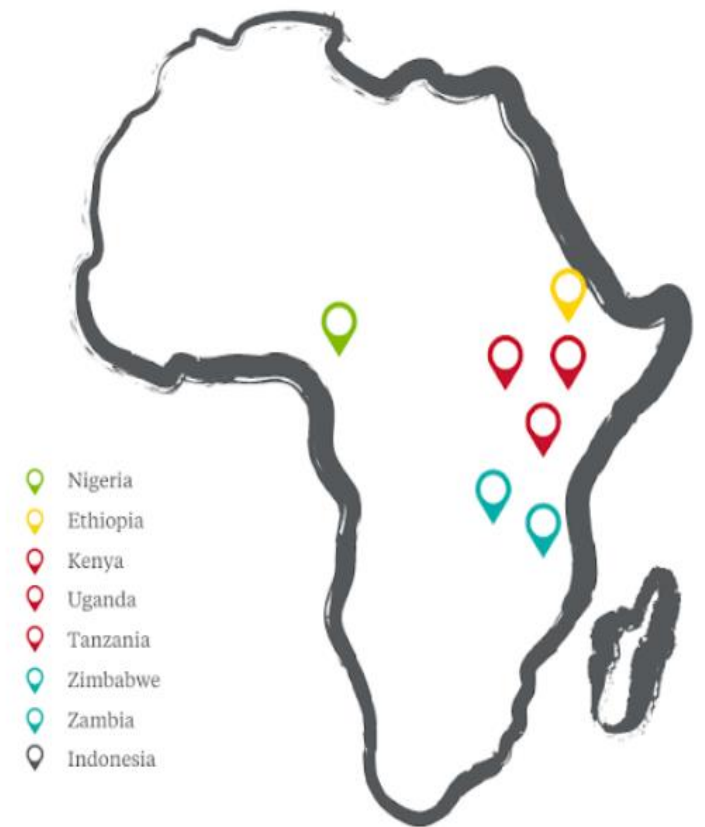 Nigeria
Ethiopia
Kenya
Uganda
Tanzania
Zimbabwe
Zambia
Indonesia